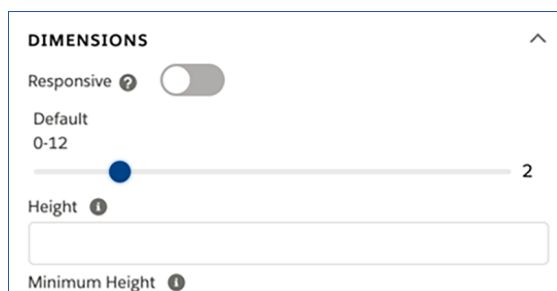 DIMENSIONS
Responsive ?
Default
0-12
2
Height i
Minimum Height i